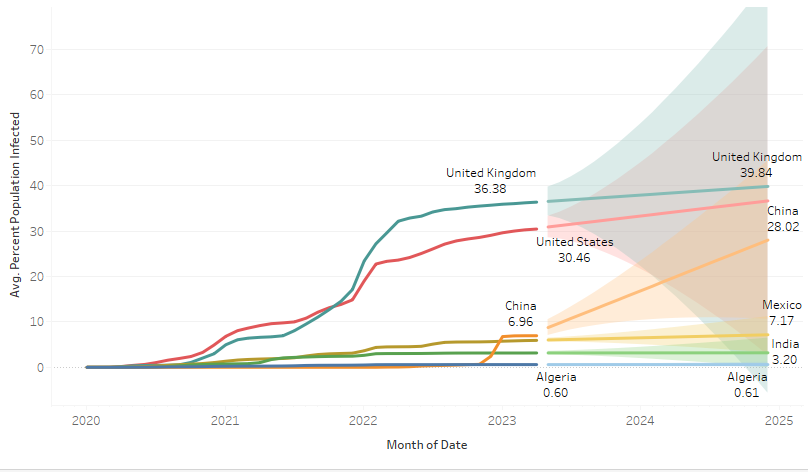 70
60
50
40
30
20
10
0
Avg. Percent Population Infected
United Kingdom
36.38
United States
30.46
China
6.96
Algeria
0.60
United Kingdom
39.84
China
28.02
Mexico
7.17
India
3.20
Algeria
0.61
2020 2021 2022 2023 2024 2025
Month of Date